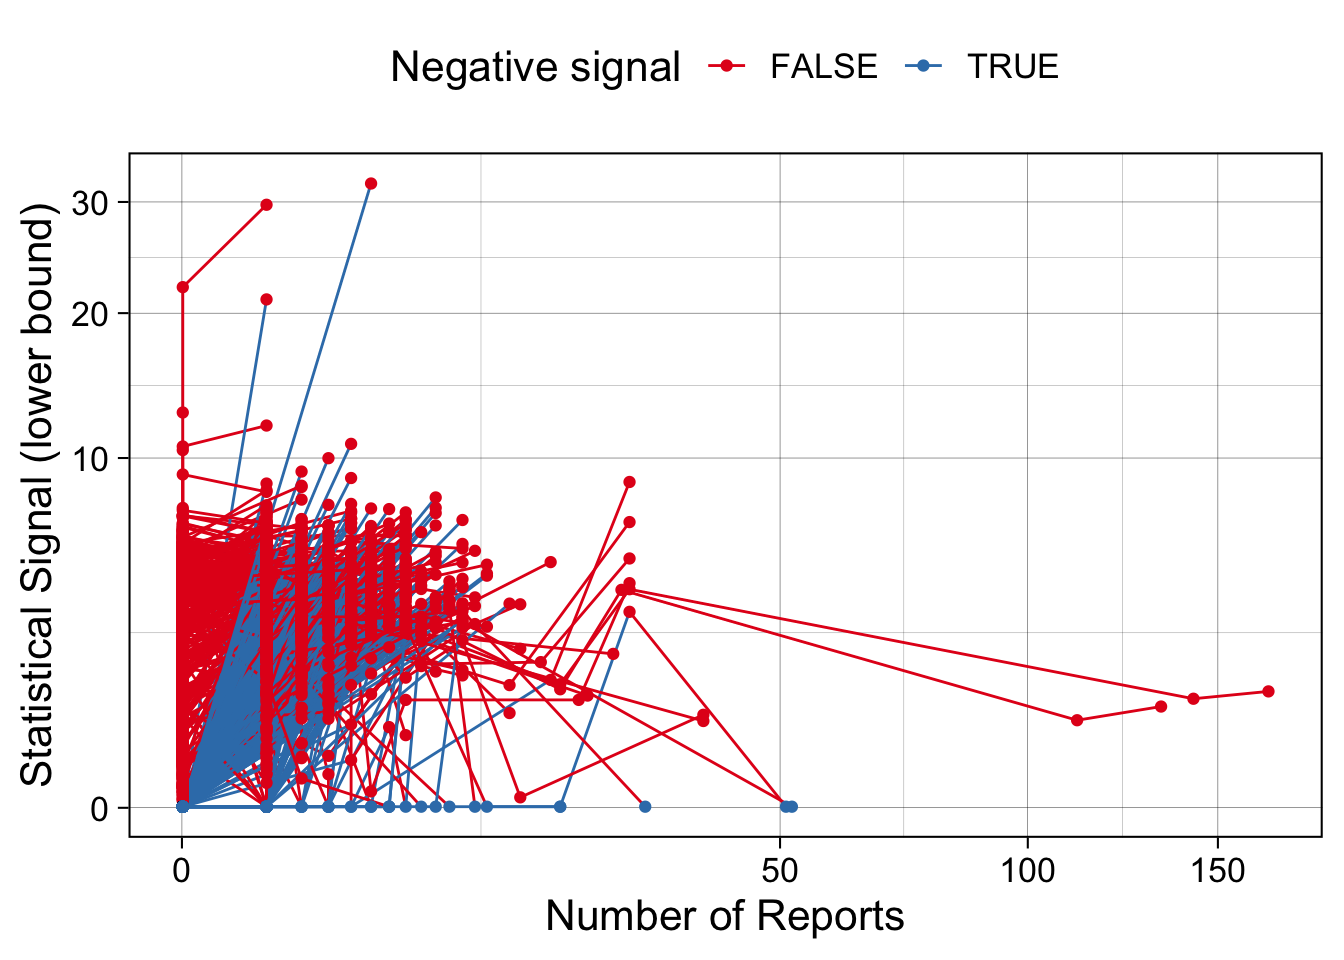 Negative signal FALSE TRUE
Statistical Signal (lower bound)
30
20
10
0
0 50 100 150
Number of Reports